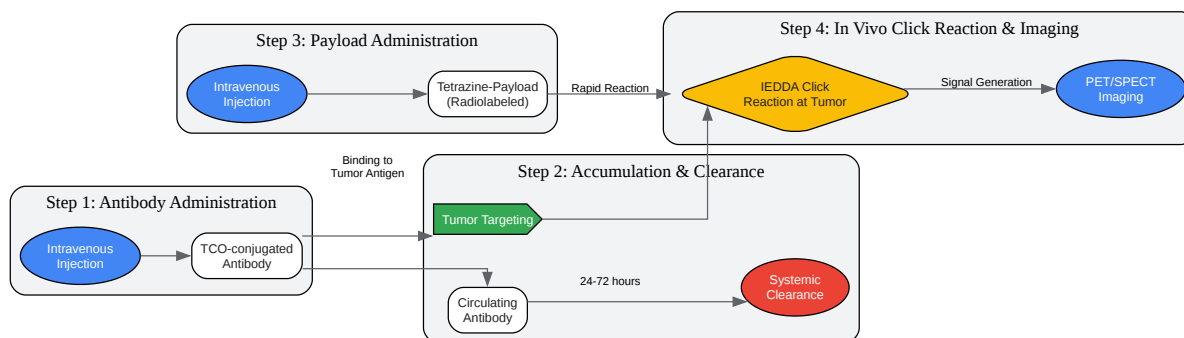 Step 4: In Vivo Click Reaction & Imaging
Step 3: Payload Administration
Intravenous
Injection
Tetrazine-Payload
(Radiolabeled)
Rapid Reaction
IEDDA Click
Reaction at Tumor
Signal Generation
PET/SPECT
Imaging
Binding to
Tumor Antigen
Step 2: Accumulation & Clearance
Step 1: Antibody Administration
Tumor Targeting
Intravenous
Injection
TCO-conjugated
Antibody
24-72 hours
Systemic
Clearance
Circulating
Antibody